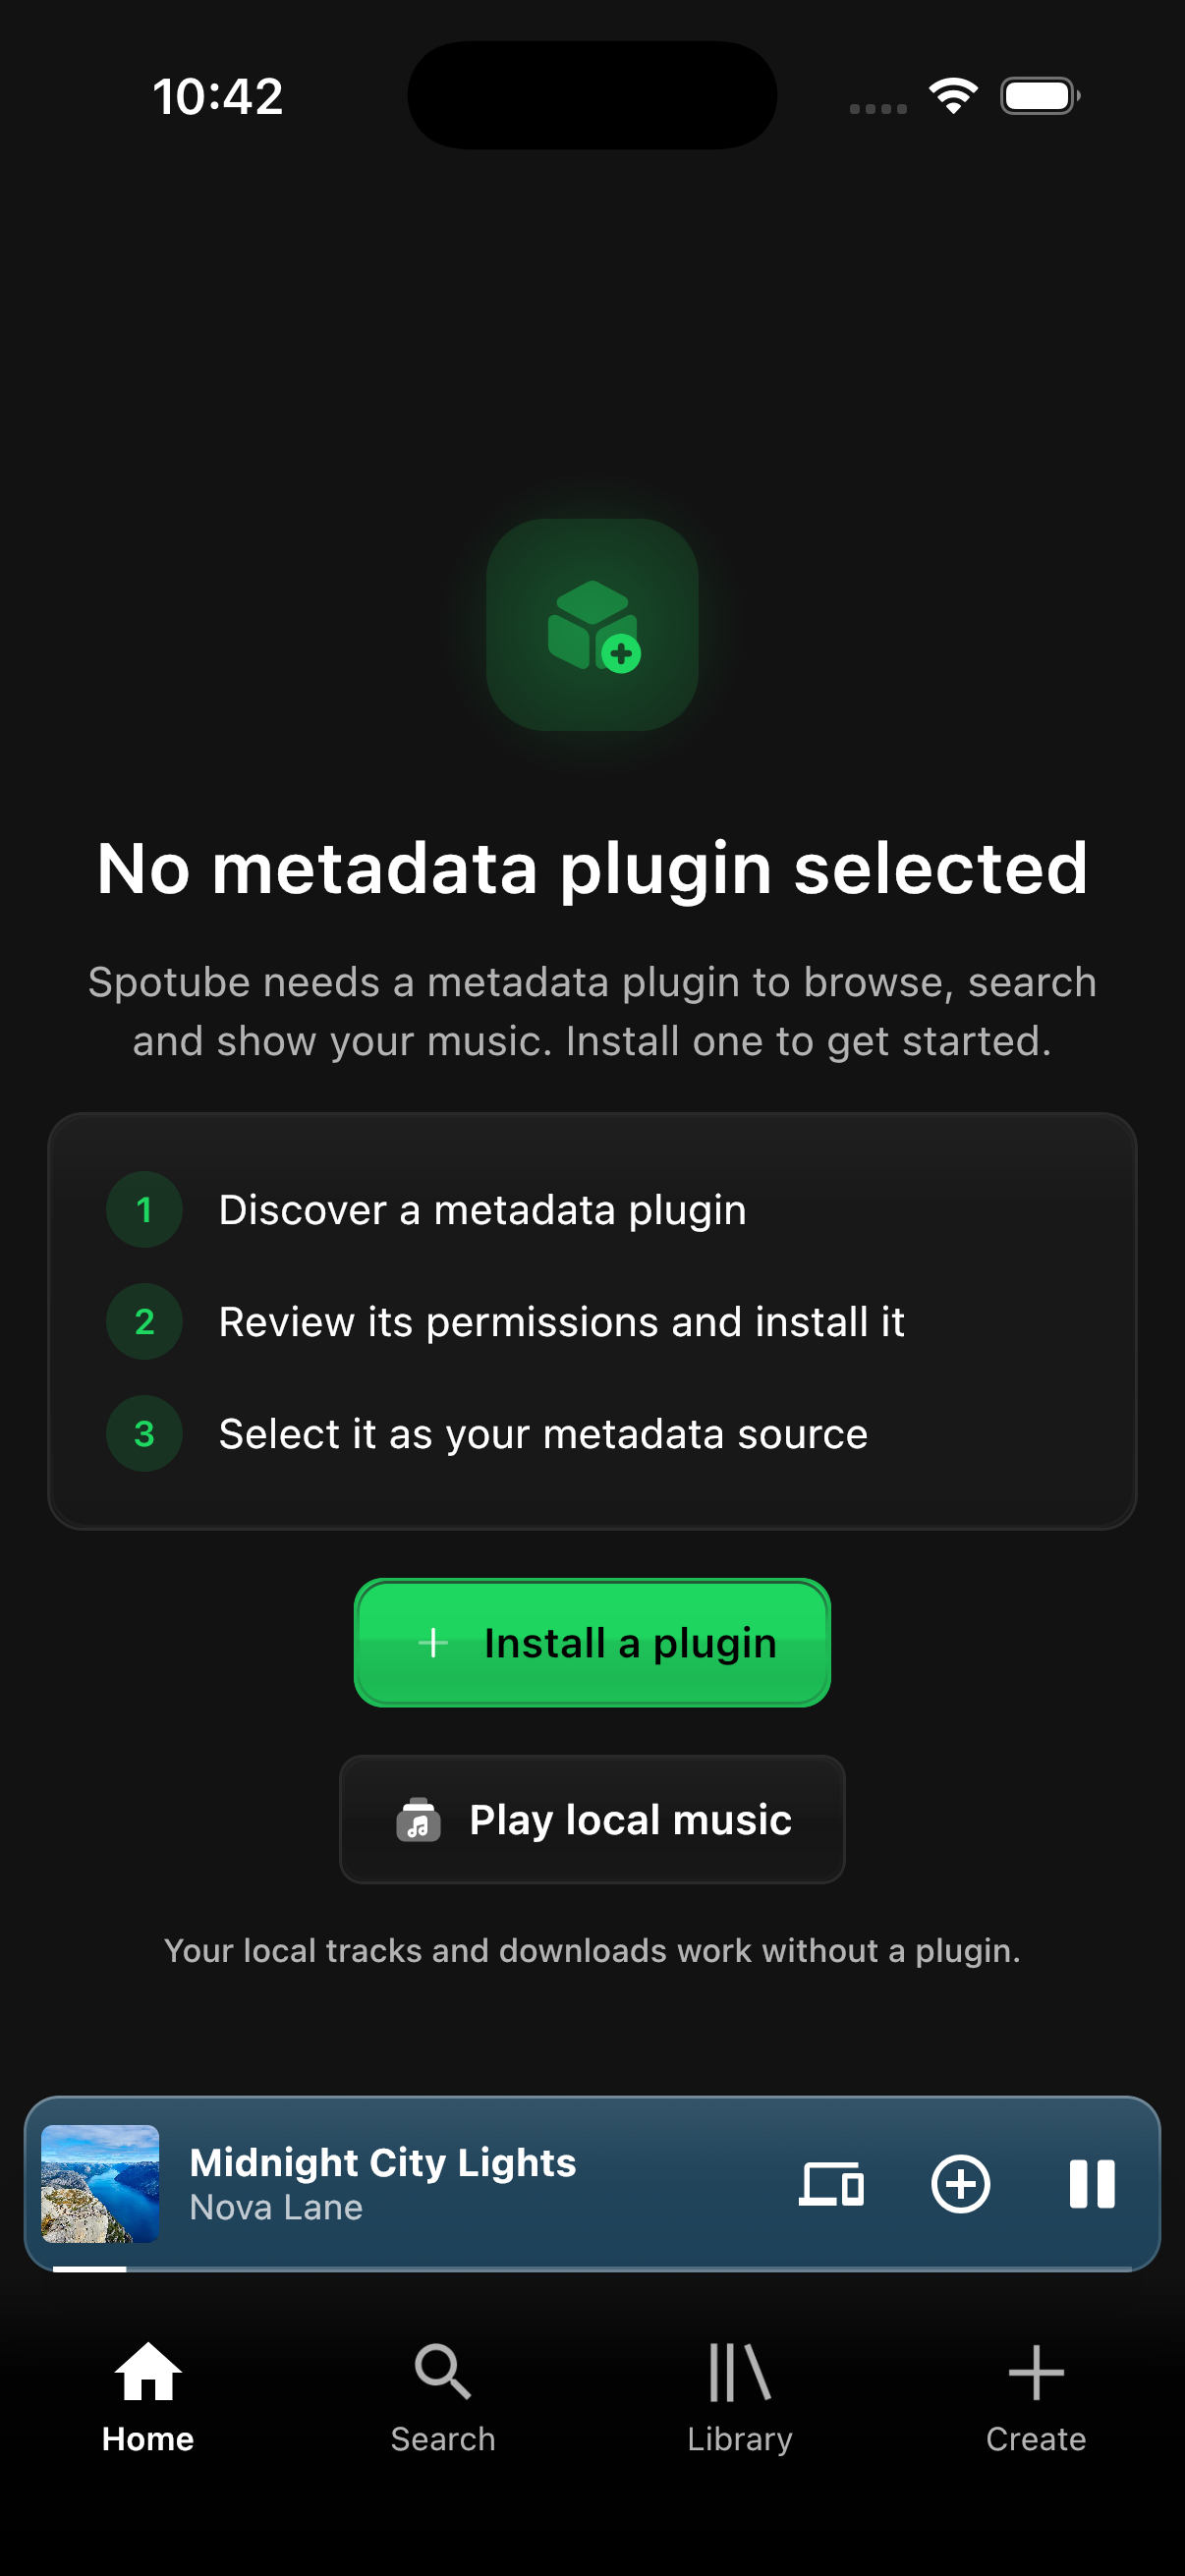 10:42
No metadata plugin selected
Spotube needs a metadata plugin to browse, search
and show your music. Install one to get started.
1 Discover a metadata plugin
2 Review its permissions and install it
3 Select it as your metadata source
Install a plugin
Play local music
Your local tracks and downloads work without a plugin.
Midnight City Lights
Nova Lane
Home Search Library Create